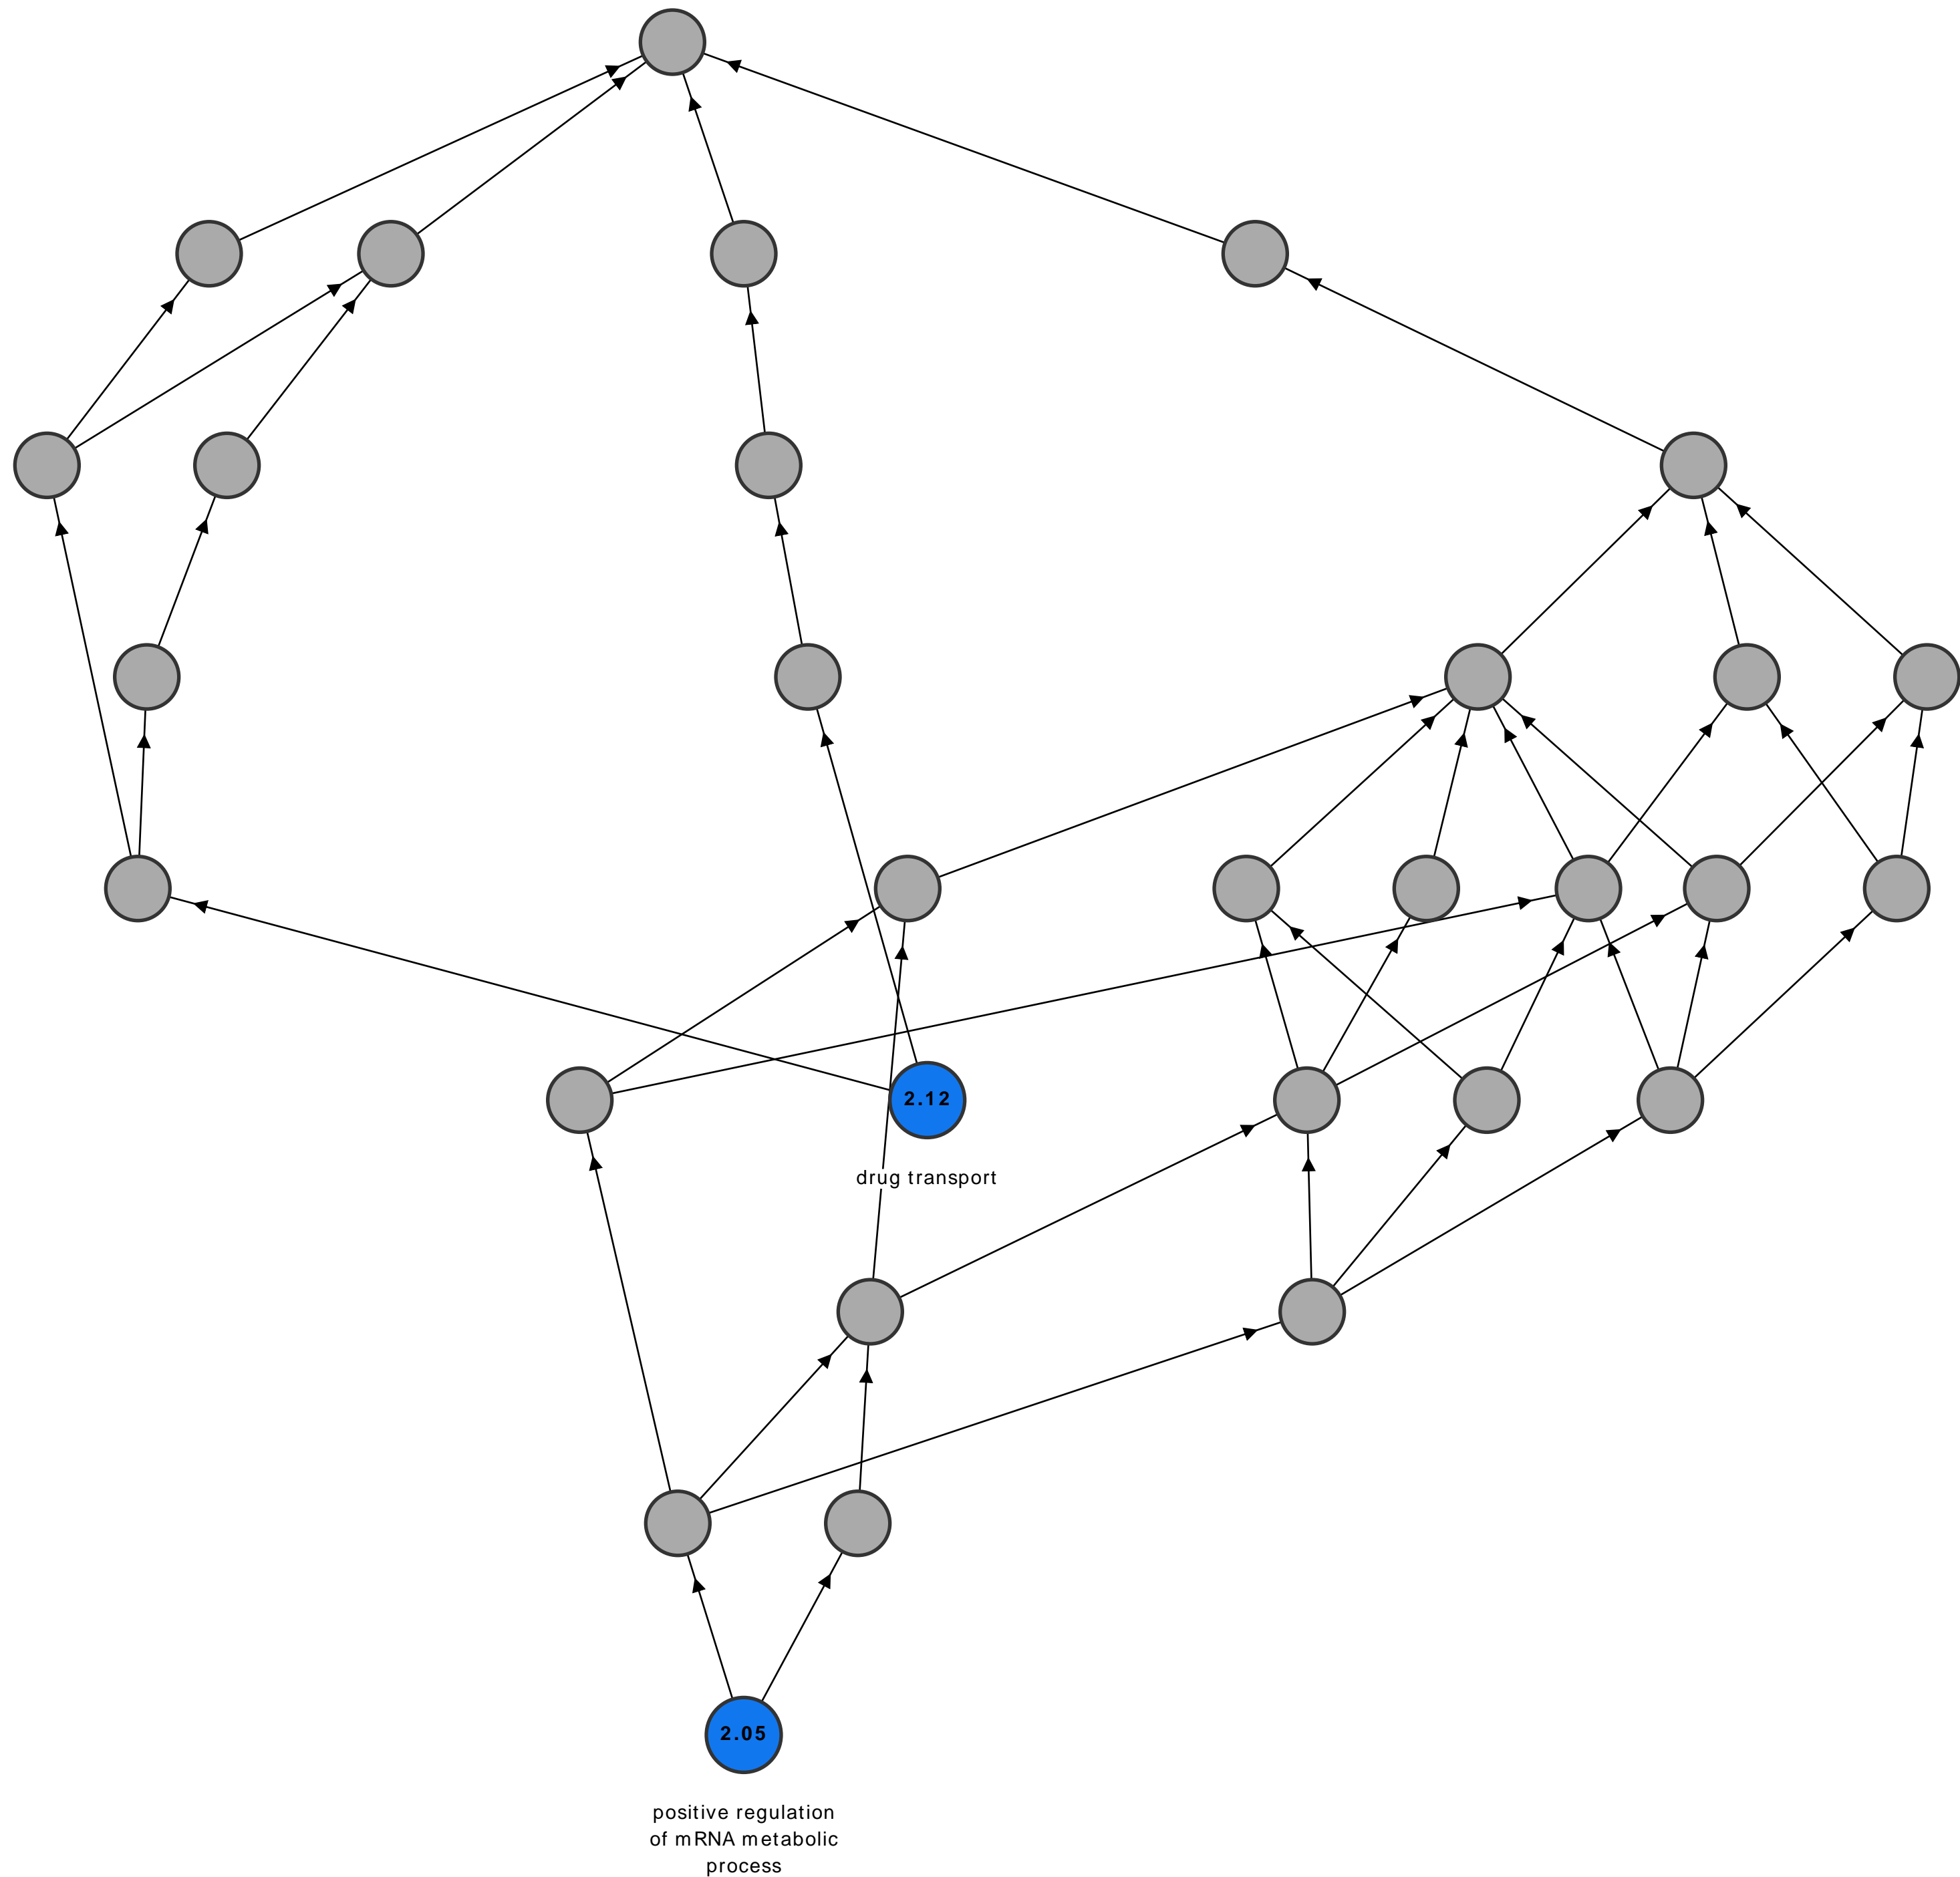 2.12
drug transport
2.05
positive regulation
of mRNA metabolic
process